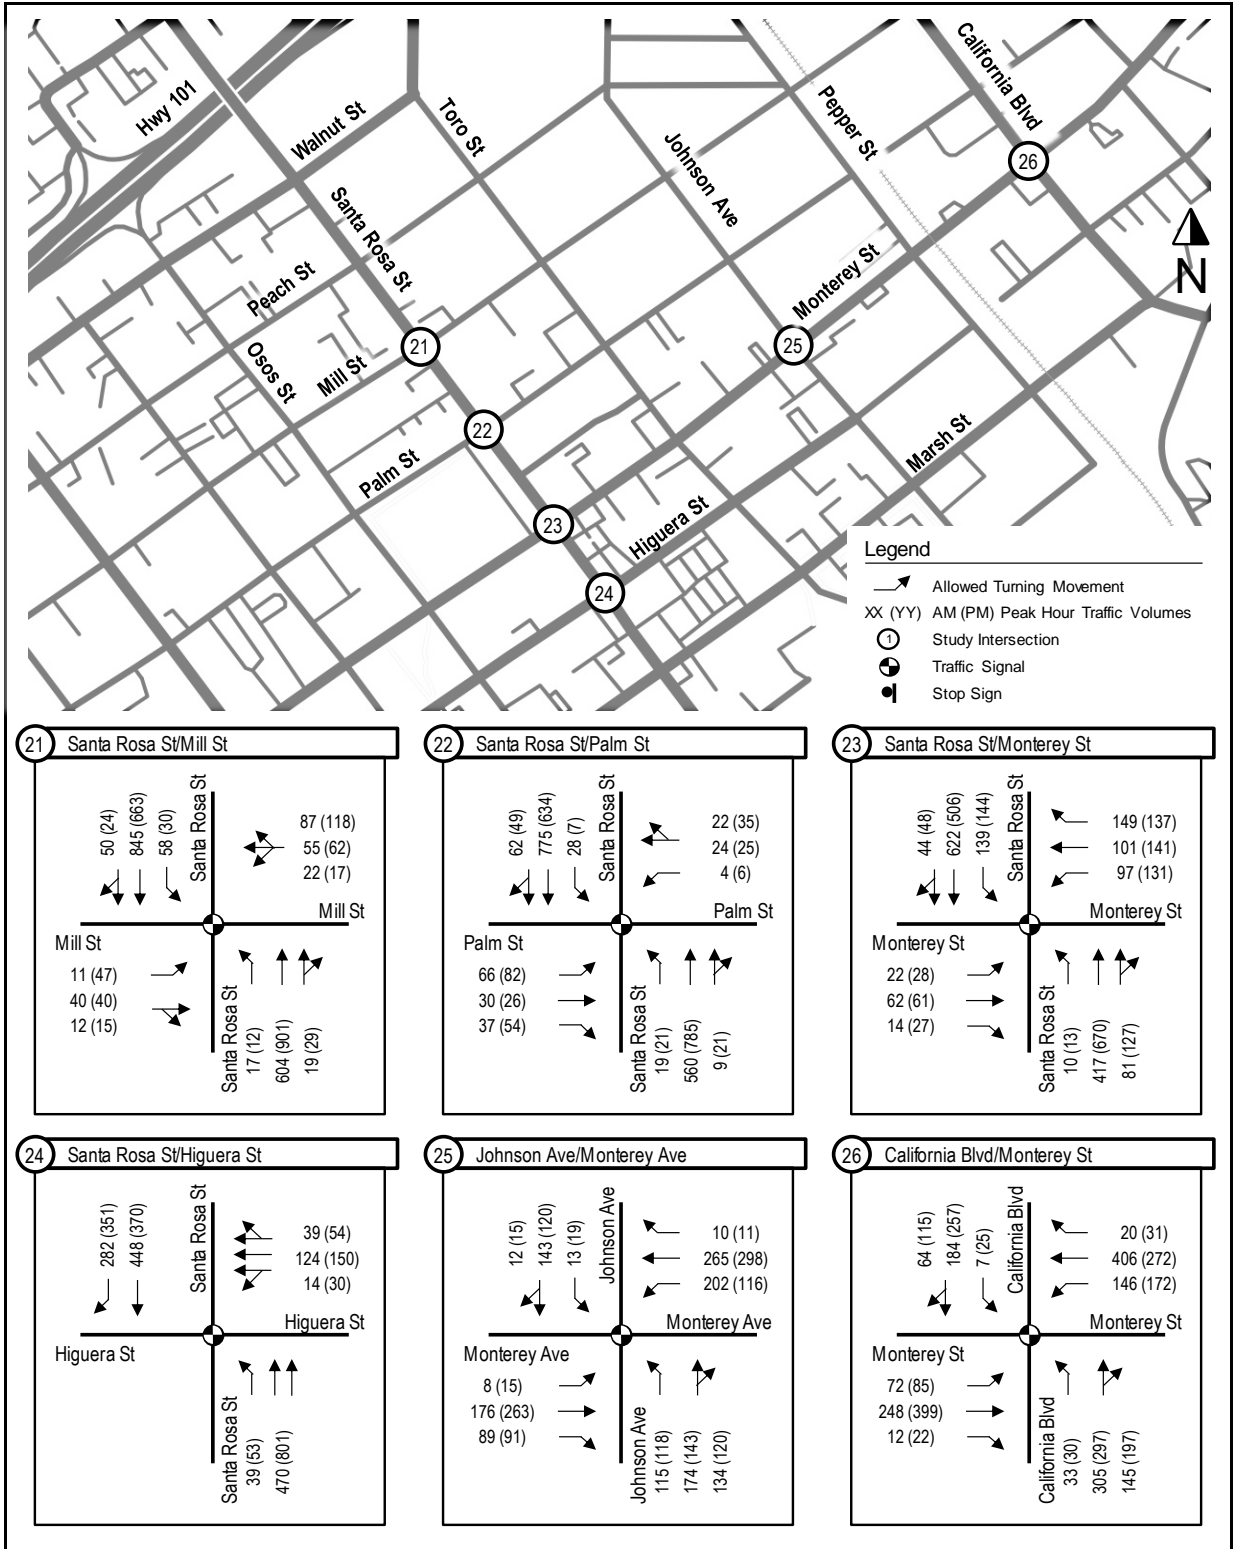 Hwy 101
Walnut St
Toro St
Santa Rosa St
Peach St
Osos St
Mill St
Palm St
Johnson Ave
Pepper St
California Blvd
Monterey St
Higuera St
Marsh St
21
22
23
24
25
26
N
Legend
Allowed Turning Movement
XX (YY) AM (PM) Peak Hour Traffic Volumes
1 Study Intersection
Traffic Signal
Stop Sign
21 Santa Rosa St/Mill St
50 (24)
845 (663)
58 (30)
Santa Rosa St
87 (118)
55 (62)
22 (17)
Mill St
Mill St
11 (47)
40 (40)
12 (15)
Santa Rosa St
17 (12)
604 (901)
19 (29)
22 Santa Rosa St/Palm St
62 (49)
775 (634)
28 (7)
Santa Rosa St
22 (35)
24 (25)
4 (6)
Palm St
Palm St
66 (82)
30 (26)
37 (54)
Santa Rosa St
19 (21)
560 (785)
9 (21)
23 Santa Rosa St/Monterey St
44 (48)
622 (506)
139 (144)
Santa Rosa St
149 (137)
101 (141)
97 (131)
Monterey St
Monterey St
22 (28)
62 (61)
14 (27)
Santa Rosa St
10 (13)
417 (670)
81 (127)
24 Santa Rosa St/Higuera St
282 (351)
448 (370)
Santa Rosa St
39 (54)
124 (150)
14 (30)
Higuera St
Higuera St
Santa Rosa St
39 (53)
470 (801)
25 Johnson Ave/Monterey Ave
12 (15)
143 (120)
13 (19)
Johnson Ave
10 (11)
265 (298)
202 (116)
Monterey Ave
Monterey Ave
8 (15)
176 (263)
89 (91)
Johnson Ave
115 (118)
174 (143)
134 (120)
26 California Blvd/Monterey St
64 (115)
184 (257)
7 (25)
California Blvd
20 (31)
406 (272)
146 (172)
Monterey St
Monterey St
72 (85)
248 (399)
12 (22)
California Blvd
33 (30)
305 (297)
145 (197)